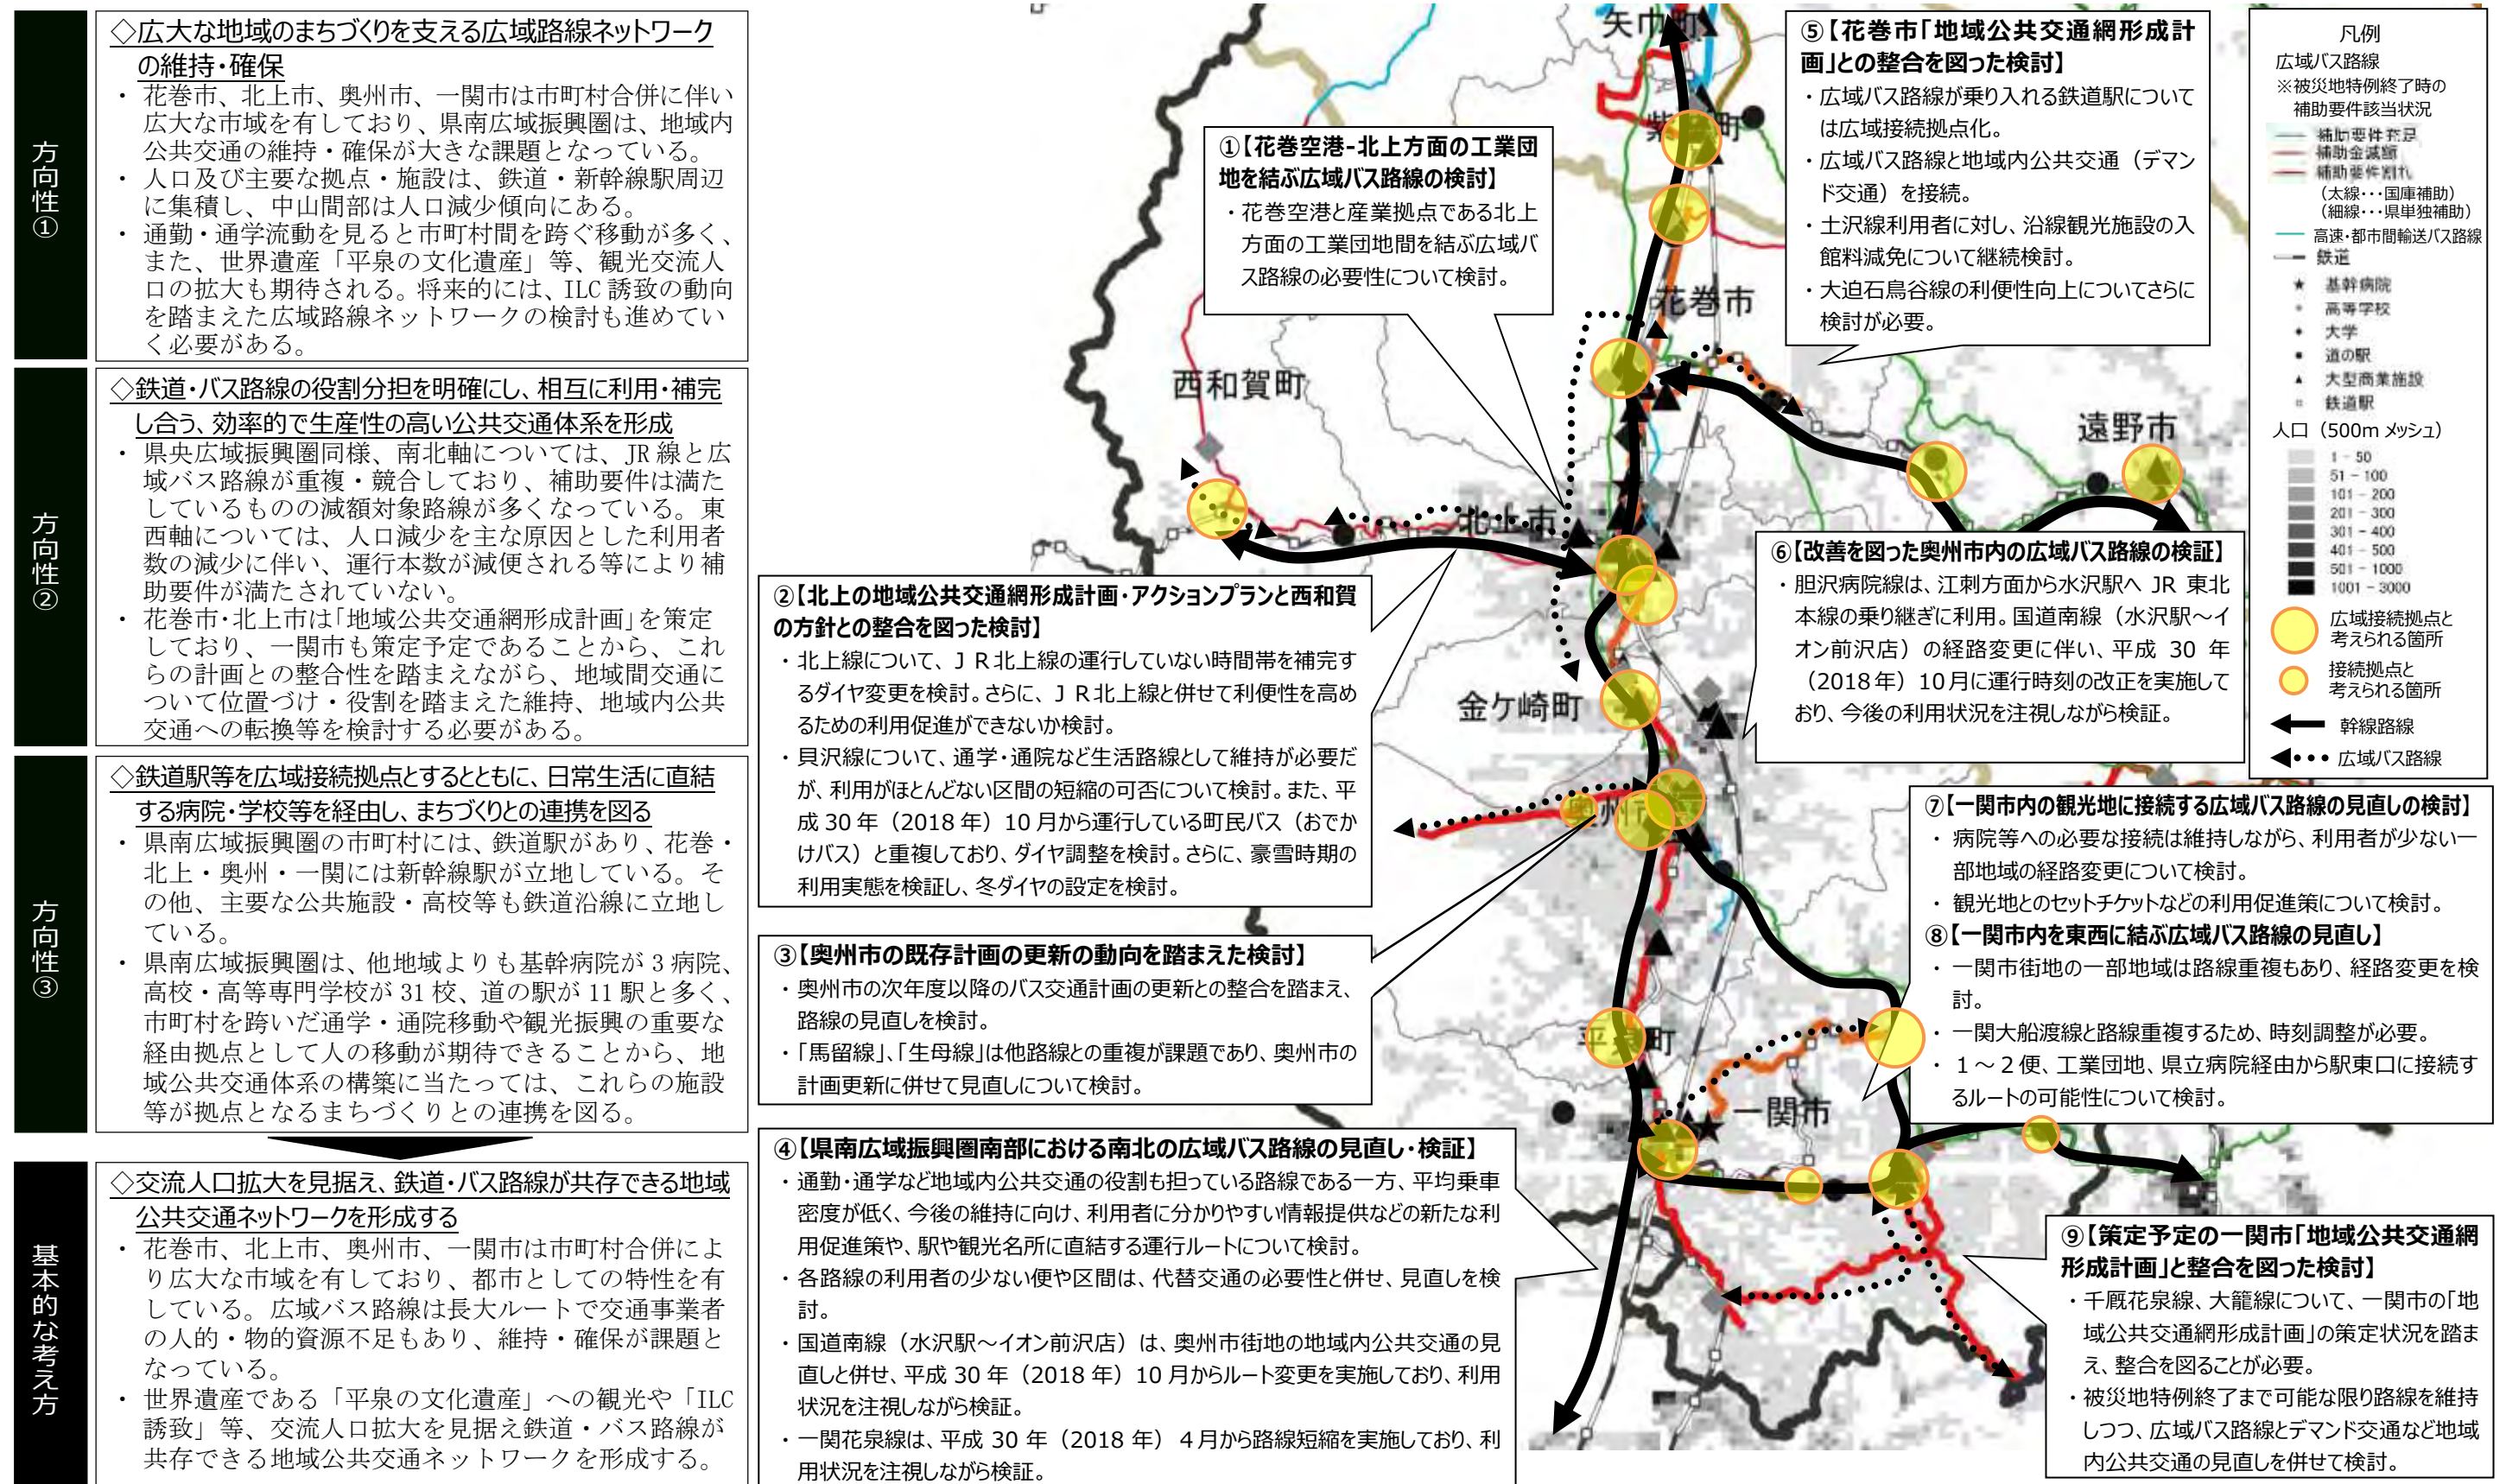 方向性①
◇広大な地域のまちづくりを支える広域路線ネットワーク
の維持・確保
・ 花巻市、北上市、奥州市、一関市は市町村合併に伴い
広大な市域を有しており、県南広域振興圏は、地域内
公共交通の維持・確保が大きな課題となっている。
・ 人口及び主要な拠点・施設は、鉄道・新幹線駅周辺
に集積し、中山間部は人口減少傾向にある。
・ 通勤・通学流動を見ると市町村間を跨ぐ移動が多く、
また、世界遺産「平泉の文化遺産」等、観光交流人
口の拡大も期待される。将来的には、ILC 誘致の動向
を踏まえた広域路線ネットワークの検討も進めてい
く必要がある。
方向性②
◇鉄道・バス路線の役割分担を明確にし、相互に利用・補完
し合う、効率的で生産性の高い公共交通体系を形成
・ 県央広域振興圏同様、南北軸については、JR 線と広
域バス路線が重複・競合しており、補助要件は満た
しているものの減額対象路線が多くなっている。東
西軸については、人口減少を主な原因とした利用者
数の減少に伴い、運行本数が減便される等により補
助要件が満たされていない。
・ 花巻市・北上市は「地域公共交通網形成計画」を策定
しており、一関市も策定予定であることから、これ
らの計画との整合性を踏まえながら、地域間交通に
ついて位置づけ・役割を踏まえた維持、地域内公共
交通への転換等を検討する必要がある。
方向性③
◇鉄道駅等を広域接続拠点とするとともに、日常生活に直結
する病院・学校等を経由し、まちづくりとの連携を図る
・ 県南広域振興圏の市町村には、鉄道駅があり、花巻・
北上・奥州・一関には新幹線駅が立地している。そ
の他、主要な公共施設・高校等も鉄道沿線に立地し
ている。
・ 県南広域振興圏は、他地域よりも基幹病院が 3 病院、
高校・高等専門学校が 31 校、道の駅が 11 駅と多く、
市町村を跨いだ通学・通院移動や観光振興の重要な
経由拠点として人の移動が期待できることから、地
域公共交通体系の構築に当たっては、これらの施設
等が拠点となるまちづくりとの連携を図る。
基本的な考え方
◇交流人口拡大を見据え、鉄道・バス路線が共存できる地域
公共交通ネットワークを形成する
・ 花巻市、北上市、奥州市、一関市は市町村合併によ
り広大な市域を有しており、都市としての特性を有
している。広域バス路線は長大ルートで交通事業者
の人的・物的資源不足もあり、維持・確保が課題と
なっている。
・ 世界遺産である「平泉の文化遺産」への観光や「ILC
誘致」等、交流人口拡大を見据え鉄道・バス路線が
共存できる地域公共交通ネットワークを形成する。
矢巾町
紫波町
花巻市
西和賀町
遠野市
北上市
金ケ崎町
奥州市
平泉町
一関市
①【花巻空港-北上方面の工業団
地を結ぶ広域バス路線の検討】
・花巻空港と産業拠点である北上
方面の工業団地間を結ぶ広域バ
ス路線の必要性について検討。
②【北上の地域公共交通網形成計画・アクションプランと西和賀
の方針との整合を図った検討】
・北上線について、ＪＲ北上線の運行していない時間帯を補完す
るダイヤ変更を検討。さらに、ＪＲ北上線と併せて利便性を高め
るための利用促進ができないか検討。
・貝沢線について、通学・通院など生活路線として維持が必要だ
が、利用がほとんどない区間の短縮の可否について検討。また、平
成 30 年（2018 年）10 月から運行している町民バス（おでか
けバス）と重複しており、ダイヤ調整を検討。さらに、豪雪時期の
利用実態を検証し、冬ダイヤの設定を検討。
③【奥州市の既存計画の更新の動向を踏まえた検討】
・奥州市の次年度以降のバス交通計画の更新との整合を踏まえ、
路線の見直しを検討。
・「馬留線」、「生母線」は他路線との重複が課題であり、奥州市の
計画更新に併せて見直しについて検討。
④【県南広域振興圏南部における南北の広域バス路線の見直し・検証】
・通勤・通学など地域内公共交通の役割も担っている路線である一方、平均乗車
密度が低く、今後の維持に向け、利用者に分かりやすい情報提供などの新たな利
用促進策や、駅や観光名所に直結する運行ルートについて検討。
・各路線の利用者の少ない便や区間は、代替交通の必要性と併せ、見直しを検
討。
・国道南線（水沢駅～イオン前沢店）は、奥州市街地の地域内公共交通の見
直しと併せ、平成 30 年（2018 年）10 月からルート変更を実施しており、利用
状況を注視しながら検証。
・一関花泉線は、平成 30 年（2018 年）４月から路線短縮を実施しており、利
用状況を注視しながら検証。
⑤【花巻市「地域公共交通網形成計
画」との整合を図った検討】
・広域バス路線が乗り入れる鉄道駅について
は広域接続拠点化。
・広域バス路線と地域内公共交通（デマン
ド交通）を接続。
・土沢線利用者に対し、沿線観光施設の入
館料減免について継続検討。
・大迫石鳥谷線の利便性向上についてさらに
検討が必要。
⑥【改善を図った奥州市内の広域バス路線の検証】
・胆沢病院線は、江刺方面から水沢駅へ JR 東北
本線の乗り継ぎに利用。国道南線（水沢駅～イ
オン前沢店）の経路変更に伴い、平成 30 年
（2018年）10月に運行時刻の改正を実施して
おり、今後の利用状況を注視しながら検証。
⑦【一関市内の観光地に接続する広域バス路線の見直しの検討】
・ 病院等への必要な接続は維持しながら、利用者が少ない一
部地域の経路変更について検討。
・ 観光地とのセットチケットなどの利用促進策について検討。
⑧【一関市内を東西に結ぶ広域バス路線の見直し】
・ 一関市街地の一部地域は路線重複もあり、経路変更を検
討。
・ 一関大船渡線と路線重複するため、時刻調整が必要。
・ １～２便、工業団地、県立病院経由から駅東口に接続す
るルートの可能性について検討。
⑨【策定予定の一関市「地域公共交通網
形成計画」と整合を図った検討】
・千厩花泉線、大籠線について、一関市の「地
域公共交通網形成計画」の策定状況を踏ま
え、整合を図ることが必要。
・被災地特例終了まで可能な限り路線を維持
しつつ、広域バス路線とデマンド交通など地域
内公共交通の見直しを併せて検討。
凡例
広域バス路線
※被災地特例終了時の
補助要件該当状況
補助要件充足
補助金減額
補助要件割れ
（太線・・・国庫補助）
（細線・・・県単独補助）
高速・都市間輸送バス路線
鉄道
基幹病院
高等学校
大学
道の駅
大型商業施設
鉄道駅
人口（500m メッシュ）
1 - 50
51 - 100
101 - 200
201 - 300
301 - 400
401 - 500
501 - 1000
1001 - 3000
広域接続拠点と
考えられる箇所
接続拠点と
考えられる箇所
幹線路線
広域バス路線